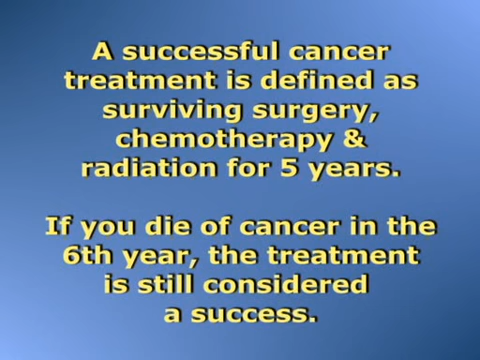 A successful cancer
treatment is defined as
surviving surgery,
chemotherapy &
radiation for 5 years.
If you die of cancer in the
6th year, the treatment
is still considered
a success.